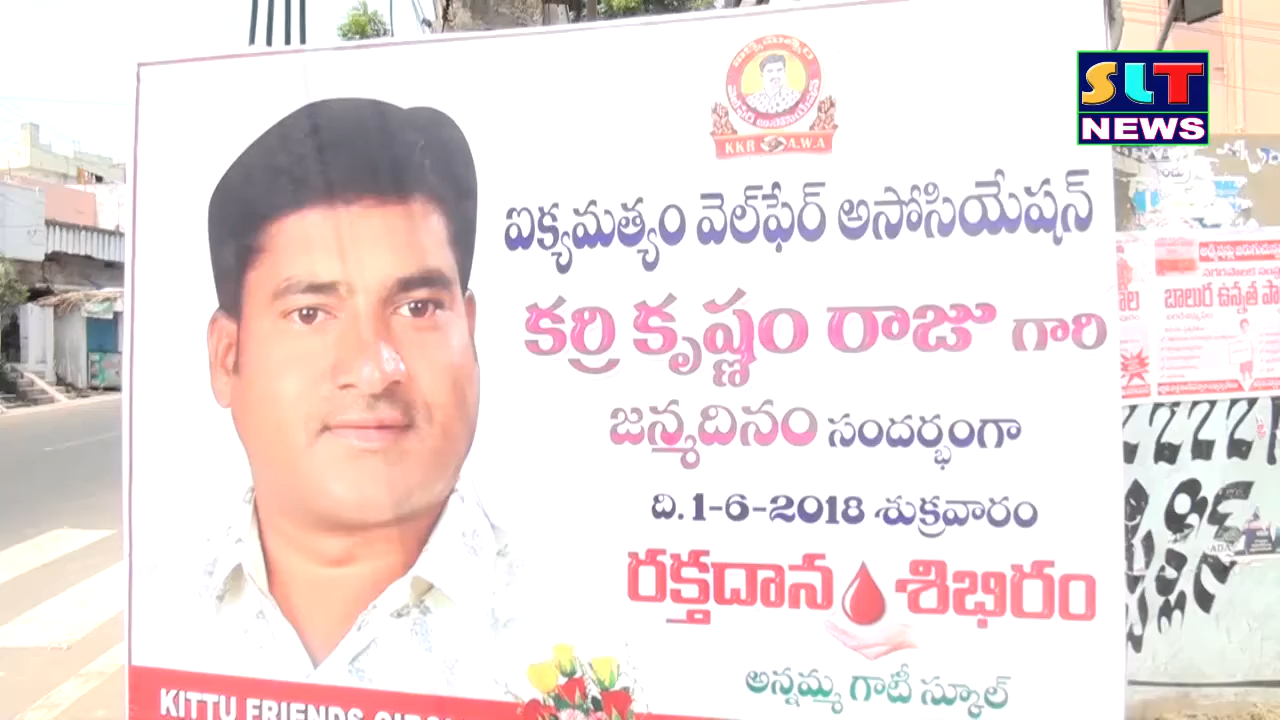 SLT
NEWS
KKR A.W.A
ఐక్యమత్యం వెల్‌ఫేర్ అసోసియేషన్
కర్రి కృష్ణం రాజు గారి
జన్మదినం సందర్భంగా
ది. 1-6-2018 శుక్రవారం
రక్తదాన శిబిరం
అన్నమ్మ గాటీ స్కూల్
KITTU FRIENDS
బాలుర ఉన్నత
2222